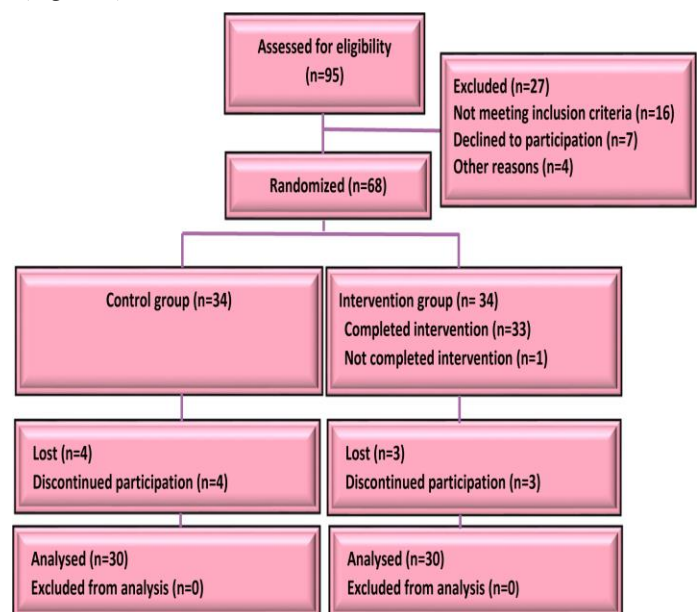 Assessed for eligibility
(n=95)
Excluded (n=27)
Not meeting inclusion criteria (n=16)
Declined to participation (n=7)
Other reasons (n=4)
Randomized (n=68)
Control group (n=34)
Intervention group (n= 34)
Completed intervention (n=33)
Not completed intervention (n=1)
Lost (n=4)
Discontinued participation (n=4)
Lost (n=3)
Discontinued participation (n=3)
Analysed (n=30)
Excluded from analysis (n=0)
Analysed (n=30)
Excluded from analysis (n=0)